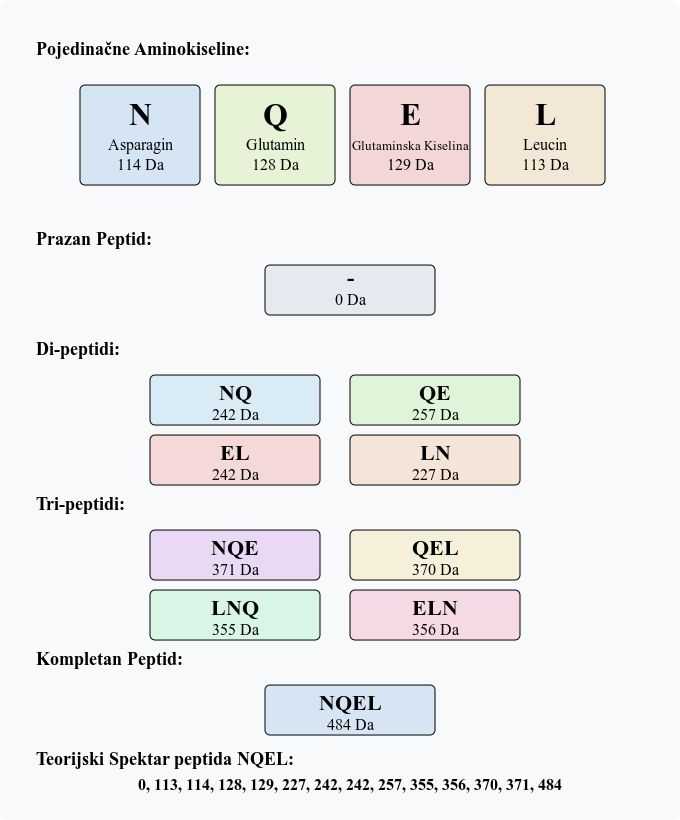 Pojedinačne Aminokiseline:
N Q E L
Asparagin Glutamin Glutaminska Kiselina Leucin
114 Da 128 Da 129 Da 113 Da
Prazan Peptid:
-
0 Da
Di-peptidi:
NQ QE
242 Da 257 Da
EL LN
242 Da 227 Da
Tri-peptidi:
NQE QEL
371 Da 370 Da
LNQ ELN
355 Da 356 Da
Kompletan Peptid:
NQEL
484 Da
Teorijski Spektar peptida NQEL:
0, 113, 114, 128, 129, 227, 242, 242, 257, 355, 356, 370, 371, 484